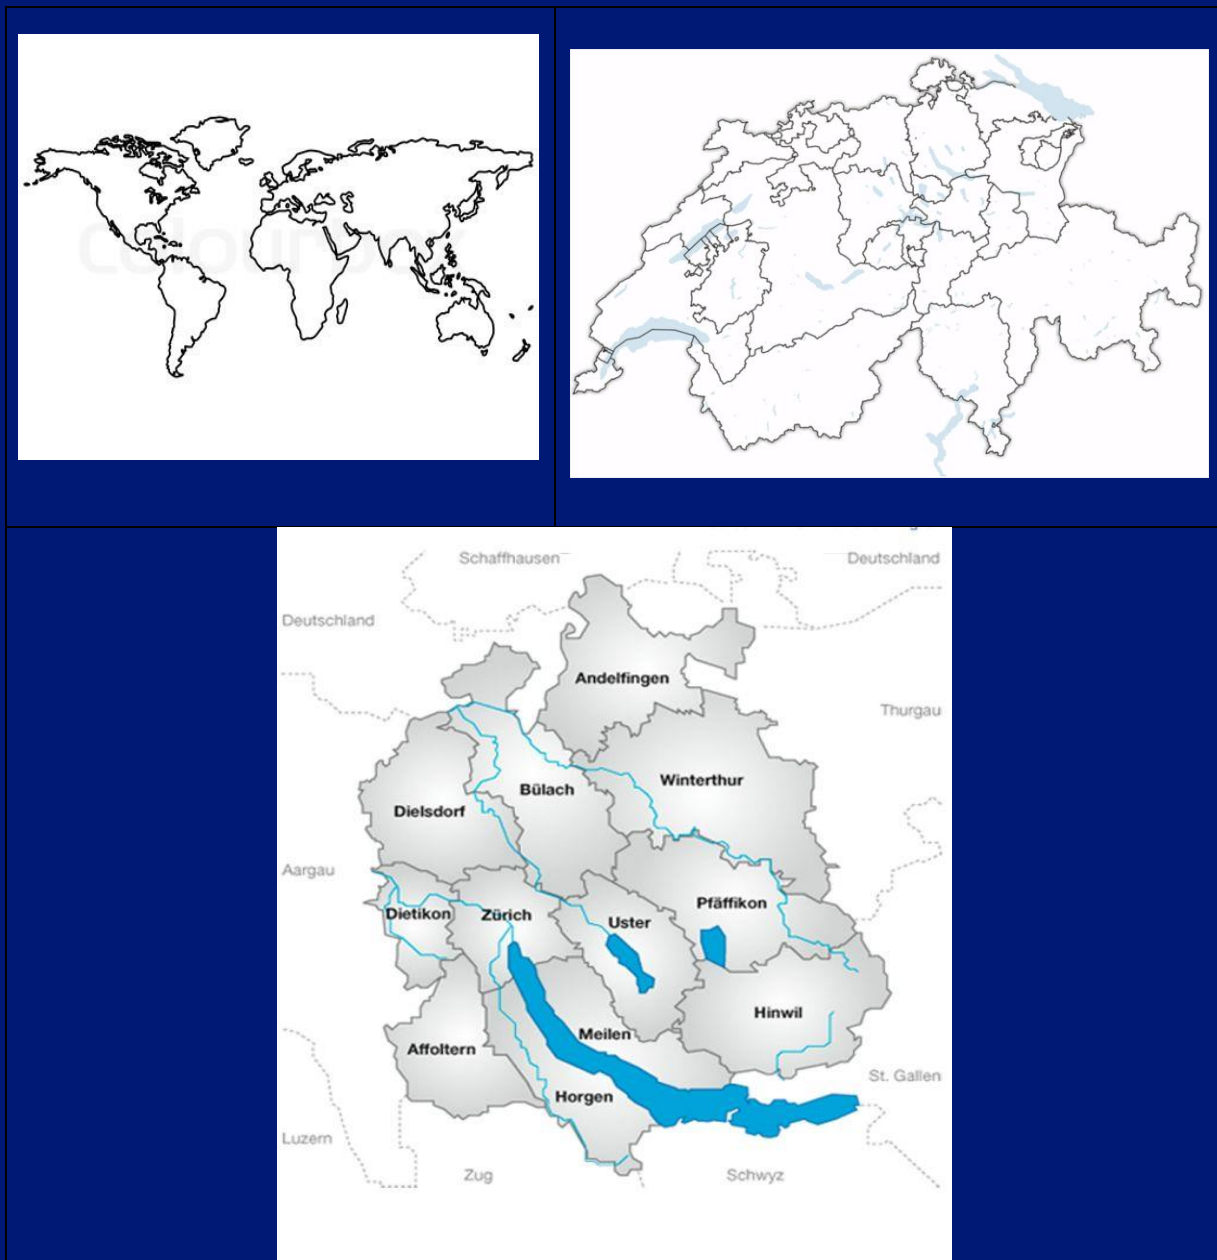 Colourbox
Schaffhausen
Deutschland
Deutschland
Andelfingen
Thurgau
Winterthur
Bülach
Dielsdorf
Aargau
Pfäffikon
Dietikon
Zürich
Uster
Hinwil
Meilen
Affoltern
St. Gallen
Horgen
Luzern
Zug
Schwyz